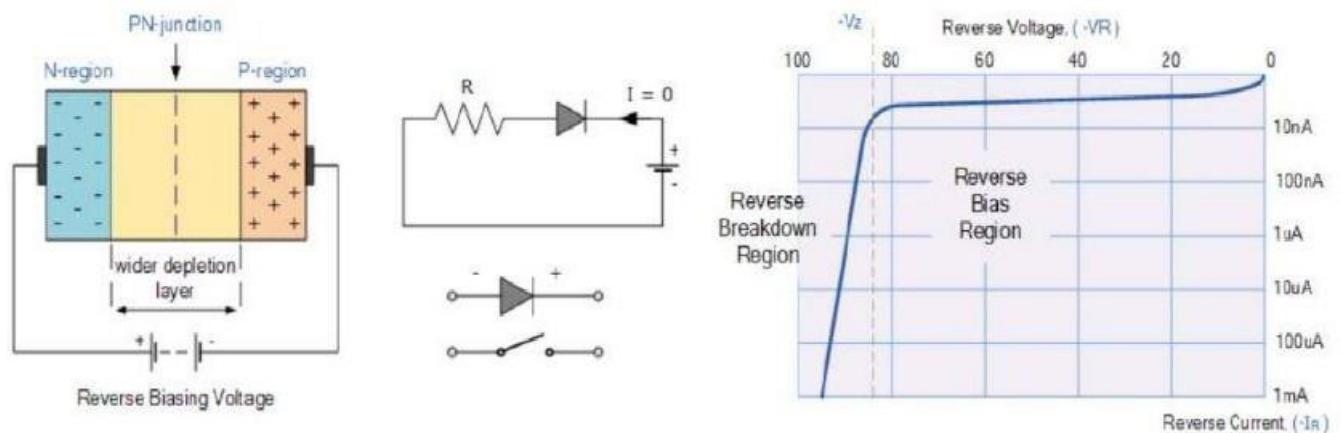 PN-junction
N-region
P-region
wider depletion
layer
+
-
Reverse Biasing Voltage
R
I = 0
+
-
- +
-Vz
Reverse Voltage, (-VR)
100 80 60 40 20 0
10nA
100nA
1uA
10uA
100uA
1mA
Reverse
Breakdown
Region
Reverse
Bias
Region
Reverse Current, (-IR)